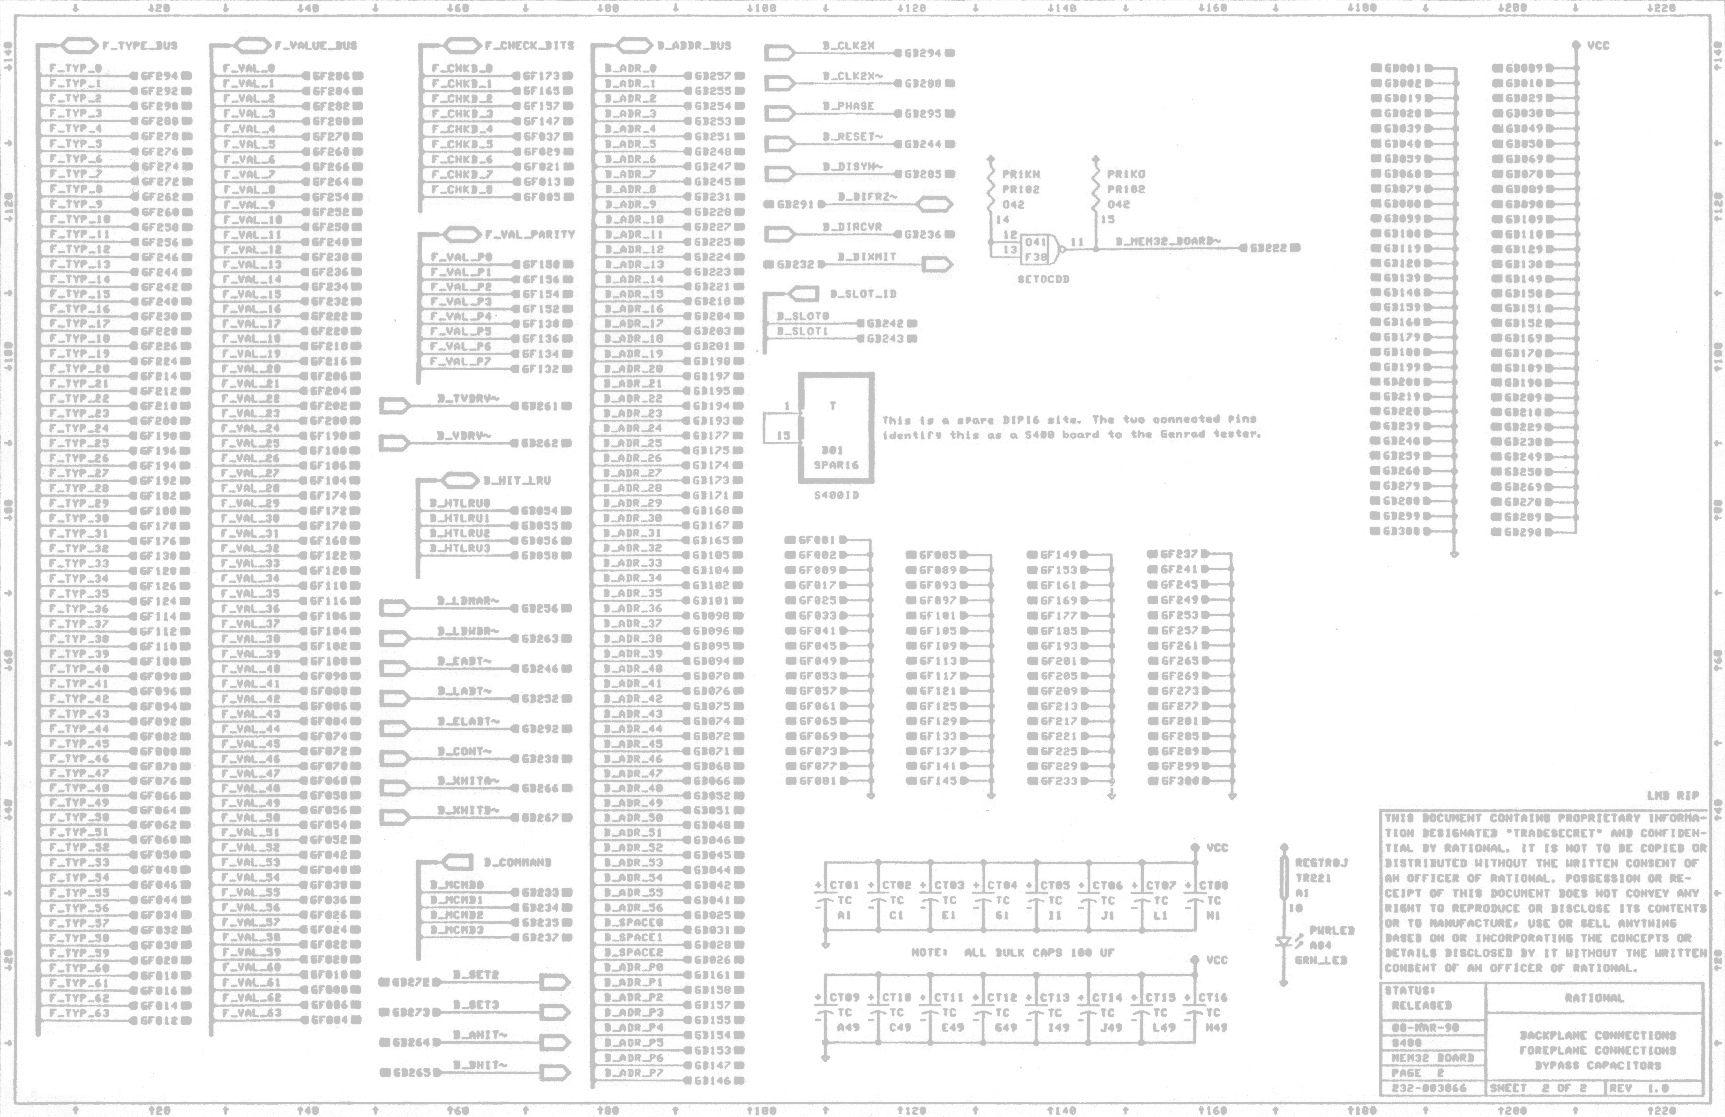 F_TYPE_BUS
F_TYP_0 GF294
F_TYP_1 GF292
F_TYP_2 GF290
F_TYP_3 GF288
F_TYP_4 GF278
F_TYP_5 GF276
F_TYP_6 GF274
F_TYP_7 GF272
F_TYP_8 GF262
F_TYP_9 GF260
F_TYP_10 GF258
F_TYP_11 GF256
F_TYP_12 GF246
F_TYP_13 GF244
F_TYP_14 GF242
F_TYP_15 GF240
F_TYP_16 GF230
F_TYP_17 GF228
F_TYP_18 GF226
F_TYP_19 GF224
F_TYP_20 GF214
F_TYP_21 GF212
F_TYP_22 GF210
F_TYP_23 GF208
F_TYP_24 GF198
F_TYP_25 GF196
F_TYP_26 GF194
F_TYP_27 GF192
F_TYP_28 GF182
F_TYP_29 GF180
F_TYP_30 GF178
F_TYP_31 GF176
F_TYP_32 GF130
F_TYP_33 GF128
F_TYP_34 GF126
F_TYP_35 GF124
F_TYP_36 GF114
F_TYP_37 GF112
F_TYP_38 GF110
F_TYP_39 GF108
F_TYP_40 GF098
F_TYP_41 GF096
F_TYP_42 GF094
F_TYP_43 GF092
F_TYP_44 GF082
F_TYP_45 GF080
F_TYP_46 GF078
F_TYP_47 GF076
F_TYP_48 GF066
F_TYP_49 GF064
F_TYP_50 GF062
F_TYP_51 GF060
F_TYP_52 GF050
F_TYP_53 GF048
F_TYP_54 GF046
F_TYP_55 GF044
F_TYP_56 GF034
F_TYP_57 GF032
F_TYP_58 GF030
F_TYP_59 GF028
F_TYP_60 GF018
F_TYP_61 GF016
F_TYP_62 GF014
F_TYP_63 GF012
F_VALUE_BUS
F_VAL_0 GF286
F_VAL_1 GF284
F_VAL_2 GF282
F_VAL_3 GF280
F_VAL_4 GF270
F_VAL_5 GF268
F_VAL_6 GF266
F_VAL_7 GF264
F_VAL_8 GF254
F_VAL_9 GF252
F_VAL_10 GF250
F_VAL_11 GF248
F_VAL_12 GF238
F_VAL_13 GF236
F_VAL_14 GF234
F_VAL_15 GF232
F_VAL_16 GF222
F_VAL_17 GF220
F_VAL_18 GF218
F_VAL_19 GF216
F_VAL_20 GF206
F_VAL_21 GF204
F_VAL_22 GF202
F_VAL_23 GF200
F_VAL_24 GF190
F_VAL_25 GF188
F_VAL_26 GF186
F_VAL_27 GF184
F_VAL_28 GF174
F_VAL_29 GF172
F_VAL_30 GF170
F_VAL_31 GF168
F_VAL_32 GF122
F_VAL_33 GF120
F_VAL_34 GF118
F_VAL_35 GF116
F_VAL_36 GF106
F_VAL_37 GF104
F_VAL_38 GF102
F_VAL_39 GF100
F_VAL_40 GF090
F_VAL_41 GF088
F_VAL_42 GF086
F_VAL_43 GF084
F_VAL_44 GF074
F_VAL_45 GF072
F_VAL_46 GF070
F_VAL_47 GF068
F_VAL_48 GF058
F_VAL_49 GF056
F_VAL_50 GF054
F_VAL_51 GF052
F_VAL_52 GF042
F_VAL_53 GF040
F_VAL_54 GF038
F_VAL_55 GF036
F_VAL_56 GF026
F_VAL_57 GF024
F_VAL_58 GF022
F_VAL_59 GF020
F_VAL_60 GF010
F_VAL_61 GF008
F_VAL_62 GF006
F_VAL_63 GF004
F_CHECK_BITS
F_CHKB_0 GF173
F_CHKB_1 GF165
F_CHKB_2 GF157
F_CHKB_3 GF147
F_CHKB_4 GF037
F_CHKB_5 GF029
F_CHKB_6 GF021
F_CHKB_7 GF013
F_CHKB_8 GF005
F_VAL_PARITY
F_VAL_P0 GF158
F_VAL_P1 GF156
F_VAL_P2 GF154
F_VAL_P3 GF152
F_VAL_P4 GF138
F_VAL_P5 GF136
F_VAL_P6 GF134
F_VAL_P7 GF132
B_TVDRV~ GB261
B_VDRV~ GB262
B_HIT_LRU
B_HTLRU0 GB054
B_HTLRU1 GB055
B_HTLRU2 GB056
B_HTLRU3 GB058
B_LDMAR~ GB256
B_LDWDR~ GB263
B_EABT~ GB246
B_LABT~ GB252
B_ELABT~ GB292
B_CONT~ GB238
B_XHITA~ GB266
B_XHITB~ GB267
B_COMMAND
B_MCMD0 GB233
B_MCMD1 GB234
B_MCMD2 GB235
B_MCMD3 GB237
GB272 B_SET2
GB273 B_SET3
GB264 B_AHIT~
GB265 B_BHIT~
B_ADDR_BUS
B_ADR_0 GB257
B_ADR_1 GB255
B_ADR_2 GB254
B_ADR_3 GB253
B_ADR_4 GB251
B_ADR_5 GB248
B_ADR_6 GB247
B_ADR_7 GB245
B_ADR_8 GB231
B_ADR_9 GB228
B_ADR_10 GB227
B_ADR_11 GB225
B_ADR_12 GB224
B_ADR_13 GB223
B_ADR_14 GB221
B_ADR_15 GB218
B_ADR_16 GB204
B_ADR_17 GB203
B_ADR_18 GB201
B_ADR_19 GB198
B_ADR_20 GB197
B_ADR_21 GB195
B_ADR_22 GB194
B_ADR_23 GB193
B_ADR_24 GB177
B_ADR_25 GB175
B_ADR_26 GB174
B_ADR_27 GB173
B_ADR_28 GB171
B_ADR_29 GB168
B_ADR_30 GB167
B_ADR_31 GB165
B_ADR_32 GB105
B_ADR_33 GB104
B_ADR_34 GB102
B_ADR_35 GB101
B_ADR_36 GB098
B_ADR_37 GB096
B_ADR_38 GB095
B_ADR_39 GB094
B_ADR_40 GB078
B_ADR_41 GB076
B_ADR_42 GB075
B_ADR_43 GB074
B_ADR_44 GB072
B_ADR_45 GB071
B_ADR_46 GB068
B_ADR_47 GB066
B_ADR_48 GB052
B_ADR_49 GB051
B_ADR_50 GB048
B_ADR_51 GB046
B_ADR_52 GB045
B_ADR_53 GB044
B_ADR_54 GB042
B_ADR_55 GB041
B_ADR_56 GB025
B_SPACE0 GB031
B_SPACE1 GB028
B_SPACE2 GB026
B_ADR_P0 GB161
B_ADR_P1 GB158
B_ADR_P2 GB157
B_ADR_P3 GB155
B_ADR_P4 GB154
B_ADR_P5 GB153
B_ADR_P6 GB147
B_ADR_P7 GB146
B_CLK2X GB294
B_CLK2X~ GB288
B_PHASE GB295
B_RESET~ GB244
B_DISYN~ GB285
GB291 B_DIFRZ~
B_DIRCVR GB236
GB232 B_DIXMIT
B_SLOT_ID
B_SLOT0 GB242
B_SLOT1 GB243
PR1KN
PR102
O42
14
PR1KO
PR102
O42
15
12
13
O41
F38
11
B_MEM32_BOARD~ GB222
SETOCDD
1
15
T
B01
SPAR16
S400ID
This is a spare DIP16 site. The two connected pins
identify this as a S400 board to the Genrad tester.
GF001
GF002
GF009
GF017
GF025
GF033
GF041
GF045
GF049
GF053
GF057
GF061
GF065
GF069
GF073
GF077
GF081
GF085
GF089
GF093
GF097
GF101
GF105
GF109
GF113
GF117
GF121
GF125
GF129
GF133
GF137
GF141
GF145
GF149
GF153
GF161
GF169
GF177
GF185
GF193
GF201
GF205
GF209
GF213
GF217
GF221
GF225
GF229
GF233
GF237
GF241
GF245
GF249
GF253
GF257
GF261
GF265
GF269
GF273
GF277
GF281
GF285
GF289
GF299
GF300
GB001
GB002
GB019
GB020
GB039
GB040
GB059
GB060
GB079
GB080
GB099
GB100
GB119
GB120
GB139
GB140
GB159
GB160
GB179
GB180
GB199
GB200
GB219
GB220
GB239
GB240
GB259
GB260
GB279
GB280
GB299
GB300
VCC
GB009
GB010
GB029
GB030
GB049
GB050
GB069
GB070
GB089
GB090
GB109
GB110
GB129
GB130
GB149
GB150
GB151
GB152
GB169
GB170
GB189
GB190
GB209
GB210
GB229
GB230
GB249
GB250
GB269
GB270
GB289
GB290
VCC
CT01 CT02 CT03 CT04 CT05 CT06 CT07 CT08
TC TC TC TC TC TC TC TC
A1 C1 E1 G1 I1 J1 L1 N1
NOTE: ALL BULK CAPS 100 UF
VCC
CT09 CT10 CT11 CT12 CT13 CT14 CT15 CT16
TC TC TC TC TC TC TC TC
A49 C49 E49 G49 I49 J49 L49 N49
RESTROJ
TR221
A1
10
PWRLED
A04
GRN_LED
LMB RIP
THIS DOCUMENT CONTAINS PROPRIETARY INFORMA-
TION DESIGNATED "TRADESECRET" AND CONFIDEN-
TIAL BY RATIONAL. IT IS NOT TO BE COPIED OR
DISTRIBUTED WITHOUT THE WRITTEN CONSENT OF
AN OFFICER OF RATIONAL. POSSESSION OR RE-
CEIPT OF THIS DOCUMENT DOES NOT CONVEY ANY
RIGHT TO REPRODUCE OR DISCLOSE ITS CONTENTS
OR TO MANUFACTURE, USE OR SELL ANYTHING
BASED ON OR INCORPORATING THE CONCEPTS OR
DETAILS DISCLOSED BY IT WITHOUT THE WRITTEN
CONSENT OF AN OFFICER OF RATIONAL.
STATUS:
RELEASED
08-MAR-90
S400
MEM32 BOARD
PAGE 2
232-003066
RATIONAL
BACKPLANE CONNECTIONS
FOREPLANE CONNECTIONS
BYPASS CAPACITORS
SHEET 2 OF 2
REV 1.0